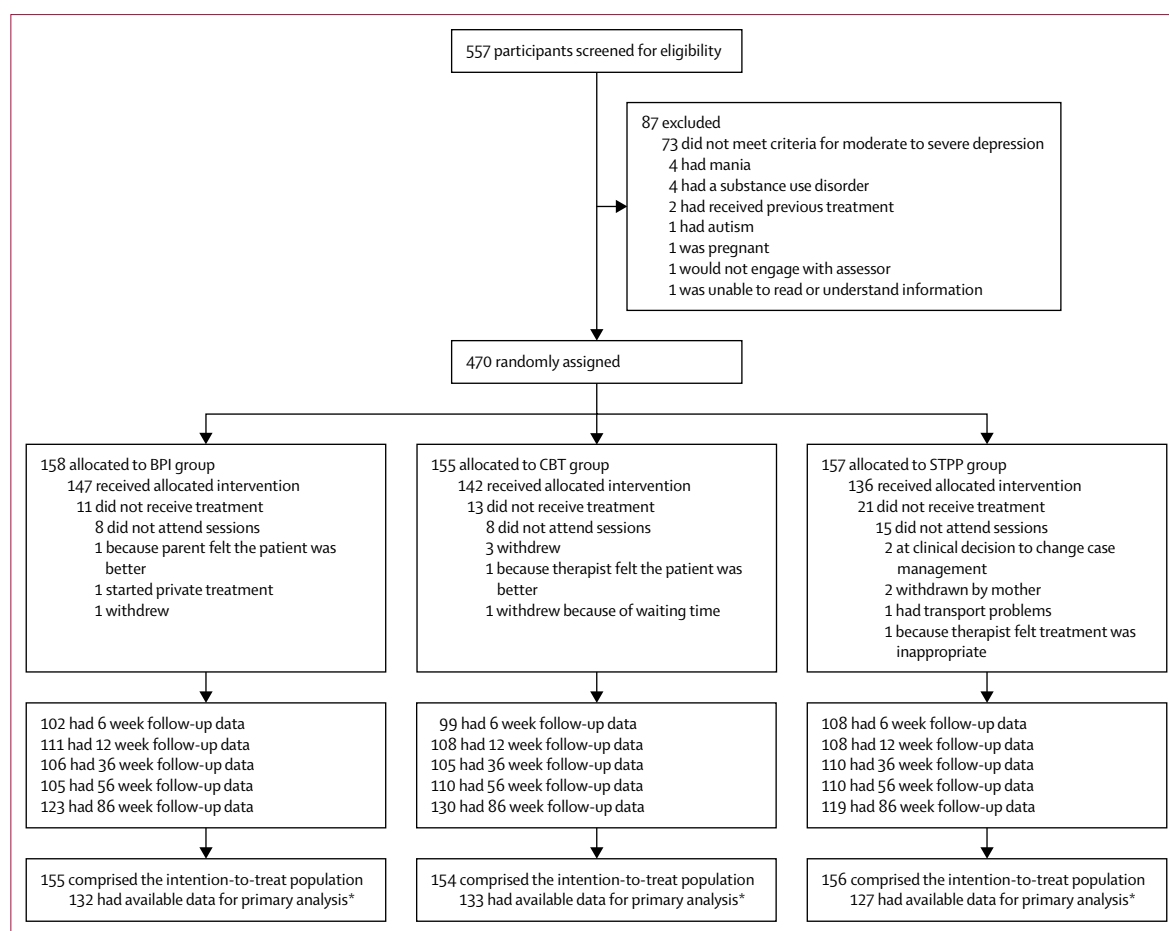 557 participants screened for eligibility
87 excluded
73 did not meet criteria for moderate to severe depression
4 had mania
4 had a substance use disorder
2 had received previous treatment
1 had autism
1 was pregnant
1 would not engage with assessor
1 was unable to read or understand information
470 randomly assigned
158 allocated to BPI group
147 received allocated intervention
11 did not receive treatment
8 did not attend sessions
1 because parent felt the patient was
better
1 started private treatment
1 withdrew
155 allocated to CBT group
142 received allocated intervention
13 did not receive treatment
8 did not attend sessions
3 withdrew
1 because therapist felt the patient was
better
1 withdrew because of waiting time
157 allocated to STPP group
136 received allocated intervention
21 did not receive treatment
15 did not attend sessions
2 at clinical decision to change case
management
2 withdrawn by mother
1 had transport problems
1 because therapist felt treatment was
inappropriate
102 had 6 week follow-up data
111 had 12 week follow-up data
106 had 36 week follow-up data
105 had 56 week follow-up data
123 had 86 week follow-up data
99 had 6 week follow-up data
108 had 12 week follow-up data
105 had 36 week follow-up data
110 had 56 week follow-up data
130 had 86 week follow-up data
108 had 6 week follow-up data
108 had 12 week follow-up data
110 had 36 week follow-up data
110 had 56 week follow-up data
119 had 86 week follow-up data
155 comprised the intention-to-treat population
132 had available data for primary analysis*
154 comprised the intention-to-treat population
133 had available data for primary analysis*
156 comprised the intention-to-treat population
127 had available data for primary analysis*